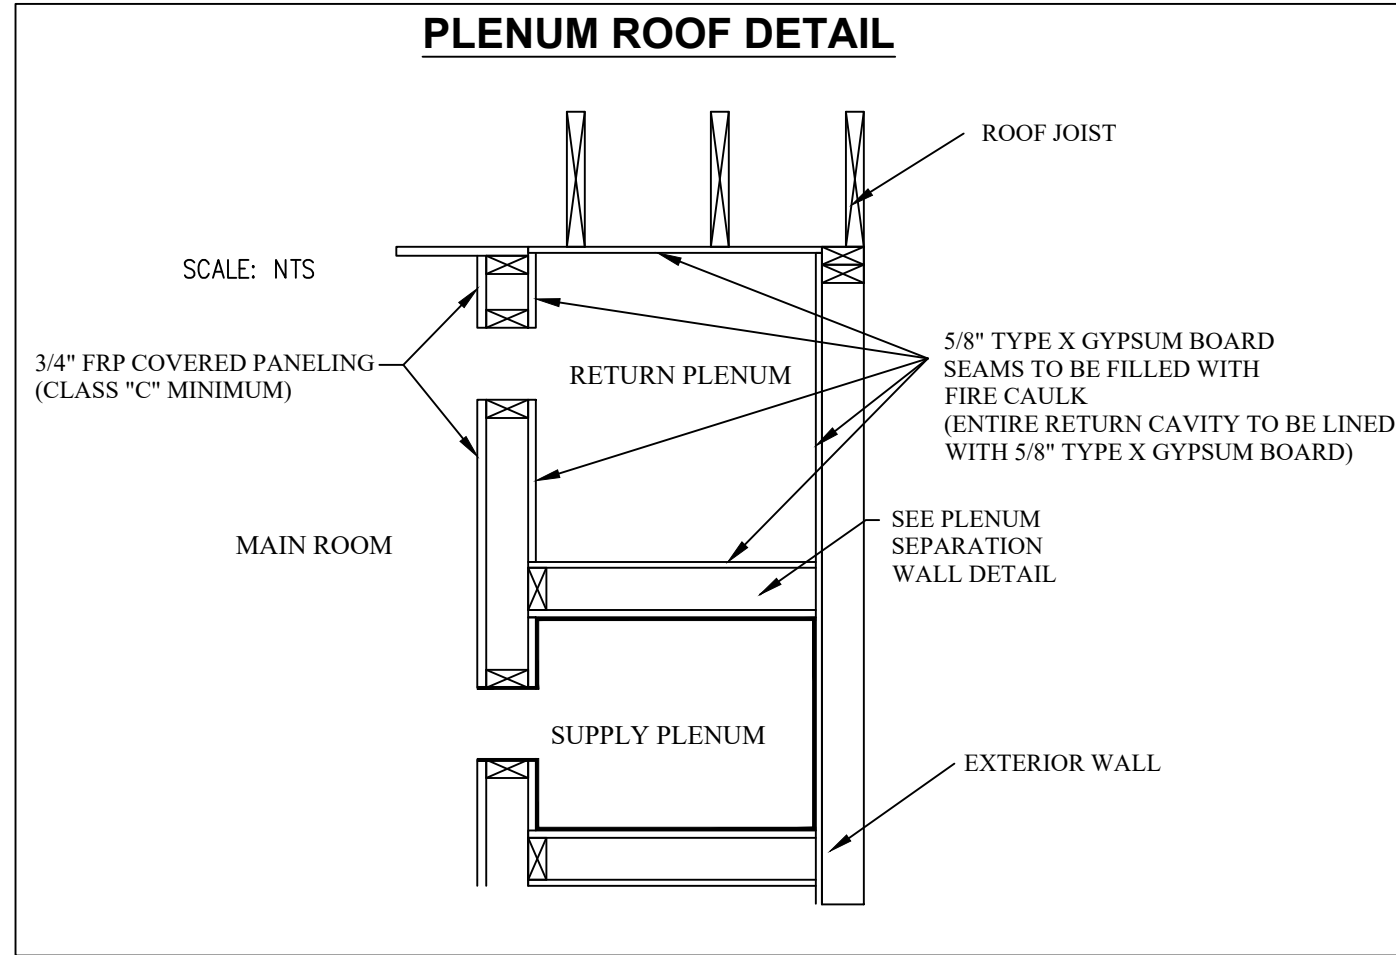 PLENUM ROOF DETAIL
ROOF JOIST
SCALE: NTS
3/4" FRP COVERED PANELING
(CLASS "C" MINIMUM)
RETURN PLENUM
5/8" TYPE X GYPSUM BOARD
SEAMS TO BE FILLED WITH
FIRE CAULK
(ENTIRE RETURN CAVITY TO BE LINED
WITH 5/8" TYPE X GYPSUM BOARD)
MAIN ROOM
SEE PLENUM
SEPARATION
WALL DETAIL
SUPPLY PLENUM
EXTERIOR WALL